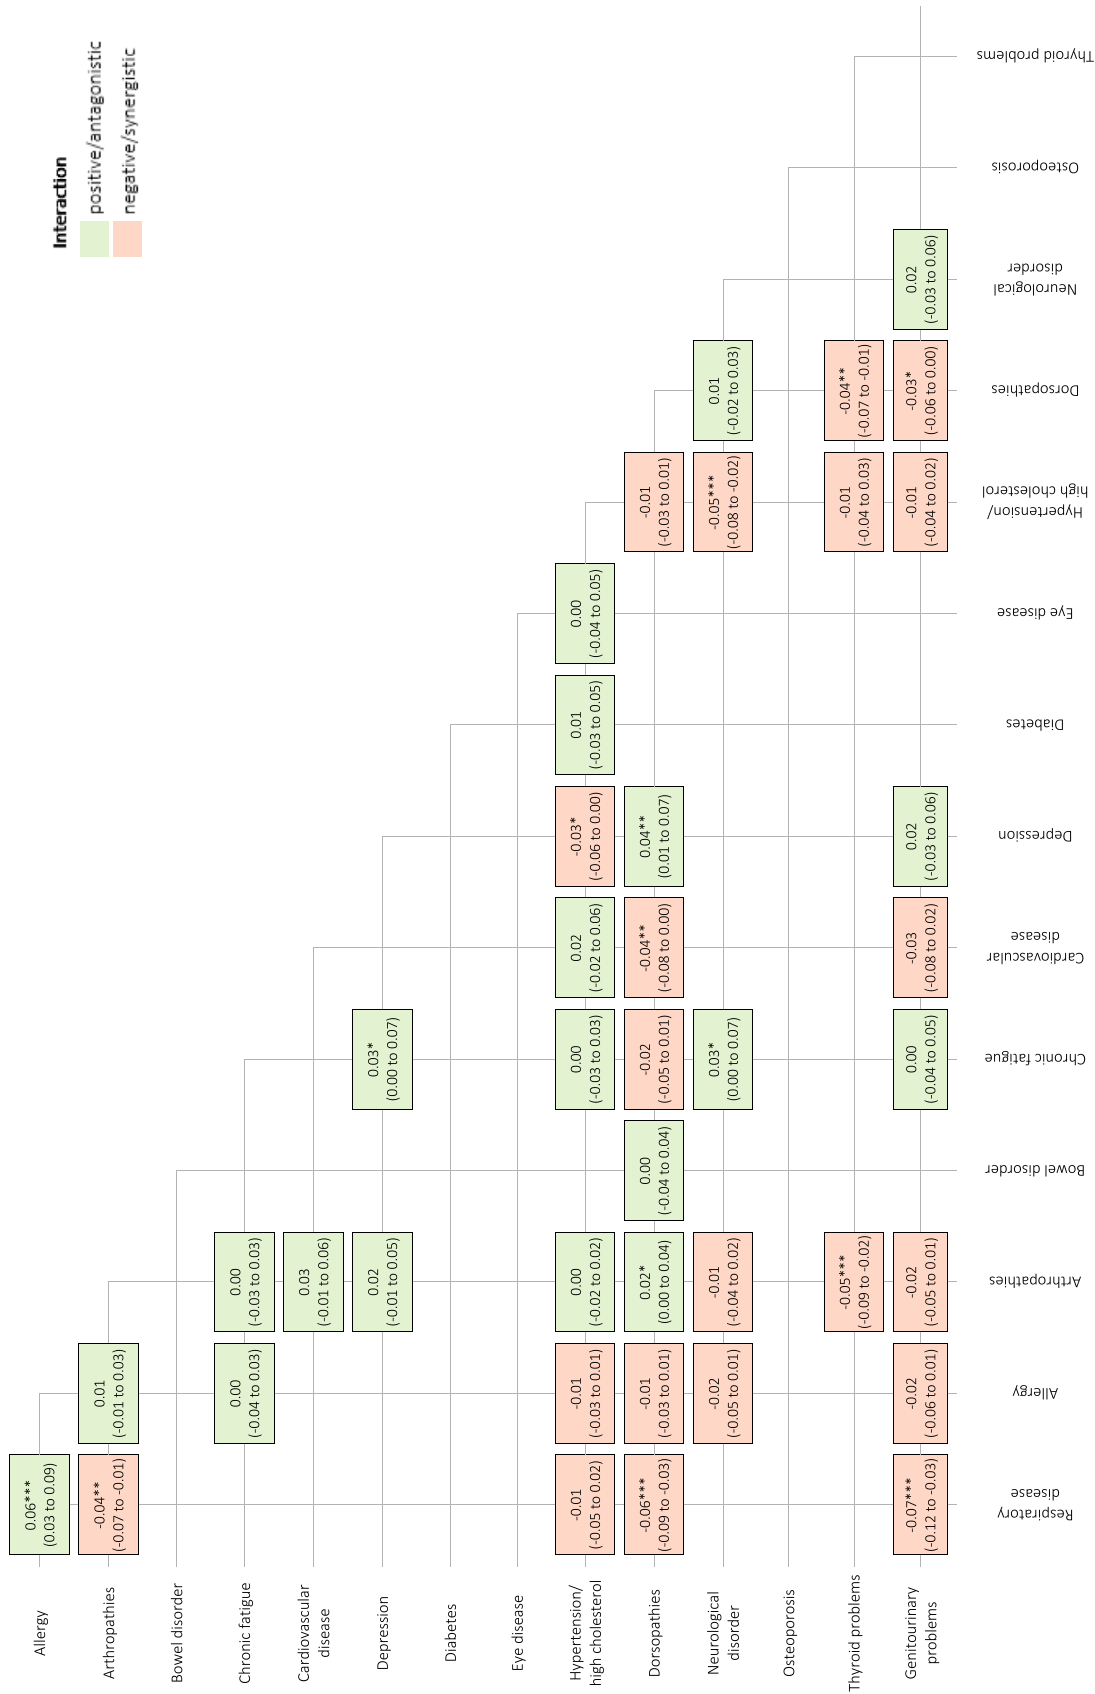 Allergy
0.06***
(0.03 to 0.09)
Interaction
positive/antagonistic
negative/synergistic
Arthropathies
-0.04**
(-0.07 to -0.01)
0.01
(-0.01 to 0.03)
Bowel disorder
Chronic fatigue
0.00
(-0.04 to 0.03)
0.00
(-0.03 to 0.03)
Cardiovascular
disease
0.03
(-0.01 to 0.06)
Depression
0.02
(-0.01 to 0.05)
0.03*
(0.00 to 0.07)
Diabetes
Eye disease
Hypertension/
high cholesterol
-0.01
(-0.05 to 0.02)
-0.01
(-0.03 to 0.01)
0.00
(-0.02 to 0.02)
0.00
(-0.03 to 0.03)
0.02
(-0.02 to 0.06)
-0.03*
(-0.06 to 0.00)
0.01
(-0.03 to 0.05)
0.00
(-0.04 to 0.05)
Dorsopathies
-0.06***
(-0.09 to -0.03)
-0.01
(-0.03 to 0.01)
0.02*
(0.00 to 0.04)
0.00
(-0.04 to 0.04)
-0.02
(-0.05 to 0.01)
-0.04**
(-0.08 to 0.00)
0.04**
(0.01 to 0.07)
-0.01
(-0.03 to 0.01)
Neurological
disorder
-0.02
(-0.05 to 0.01)
-0.01
(-0.04 to 0.02)
0.03*
(0.00 to 0.07)
-0.05***
(-0.08 to -0.02)
0.01
(-0.02 to 0.03)
Osteoporosis
Thyroid problems
-0.05***
(-0.09 to -0.02)
-0.01
(-0.04 to 0.03)
-0.04**
(-0.07 to -0.01)
Genitourinary
problems
-0.07***
(-0.12 to -0.03)
-0.02
(-0.06 to 0.01)
-0.02
(-0.05 to 0.01)
0.00
(-0.04 to 0.05)
-0.03
(-0.08 to 0.02)
0.02
(-0.03 to 0.06)
-0.01
(-0.04 to 0.02)
-0.03*
(-0.06 to 0.00)
0.02
(-0.03 to 0.06)
Respiratory
disease
Allergy
Arthropathies
Bowel disorder
Chronic fatigue
Cardiovascular
disease
Depression
Diabetes
Eye disease
Hypertension/
high cholesterol
Dorsopathies
Neurological
disorder
Osteoporosis
Thyroid problems